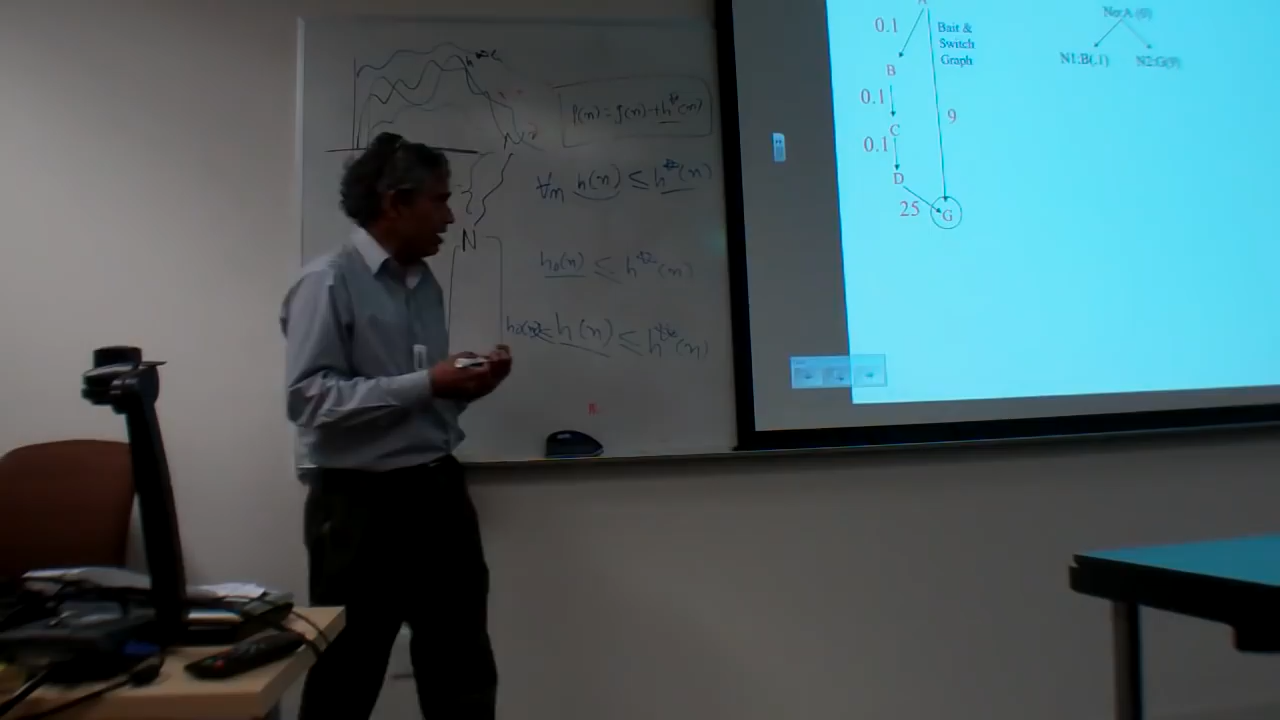 f(n) = g(n) + h*(n)
∀n h(n) ≤ h*(n)
h₀(n) ≤ h*(n)
h₀(n) ≤ h(n) ≤ h*(n)
N
0.1
Bait &
Switch
Graph
B
0.1
C
9
0.1
D
25
G
N1:B(.1)
N2:G(9)